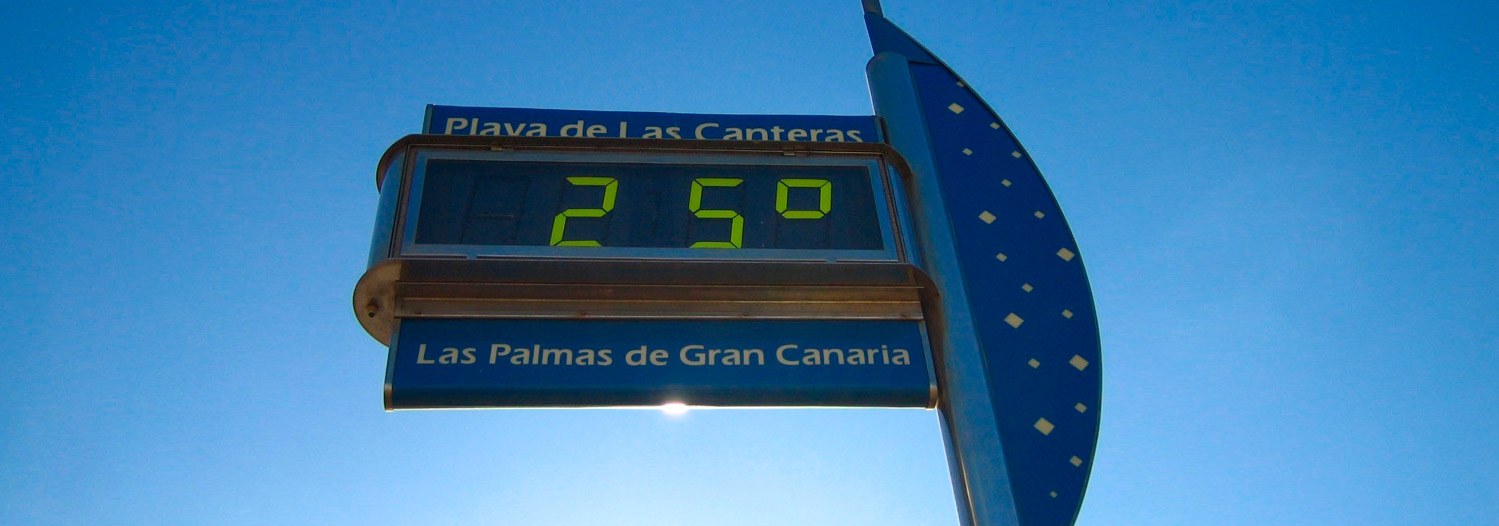 Playa de Las Canteras
25º
Las Palmas de Gran Canaria